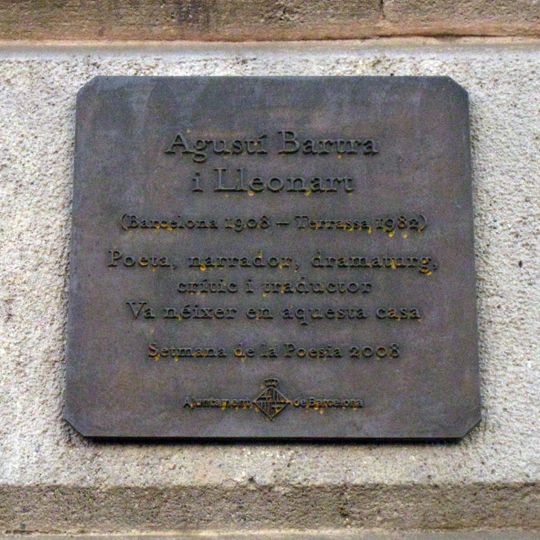 Agustí Bartra
i Lleonart
(Barcelona 1908 – Terrassa 1982)
Poeta, narrador, dramaturg,
crític i traductor
Va néixer en aquesta casa
Setmana de la Poesia 2008
Ajuntament de Barcelona